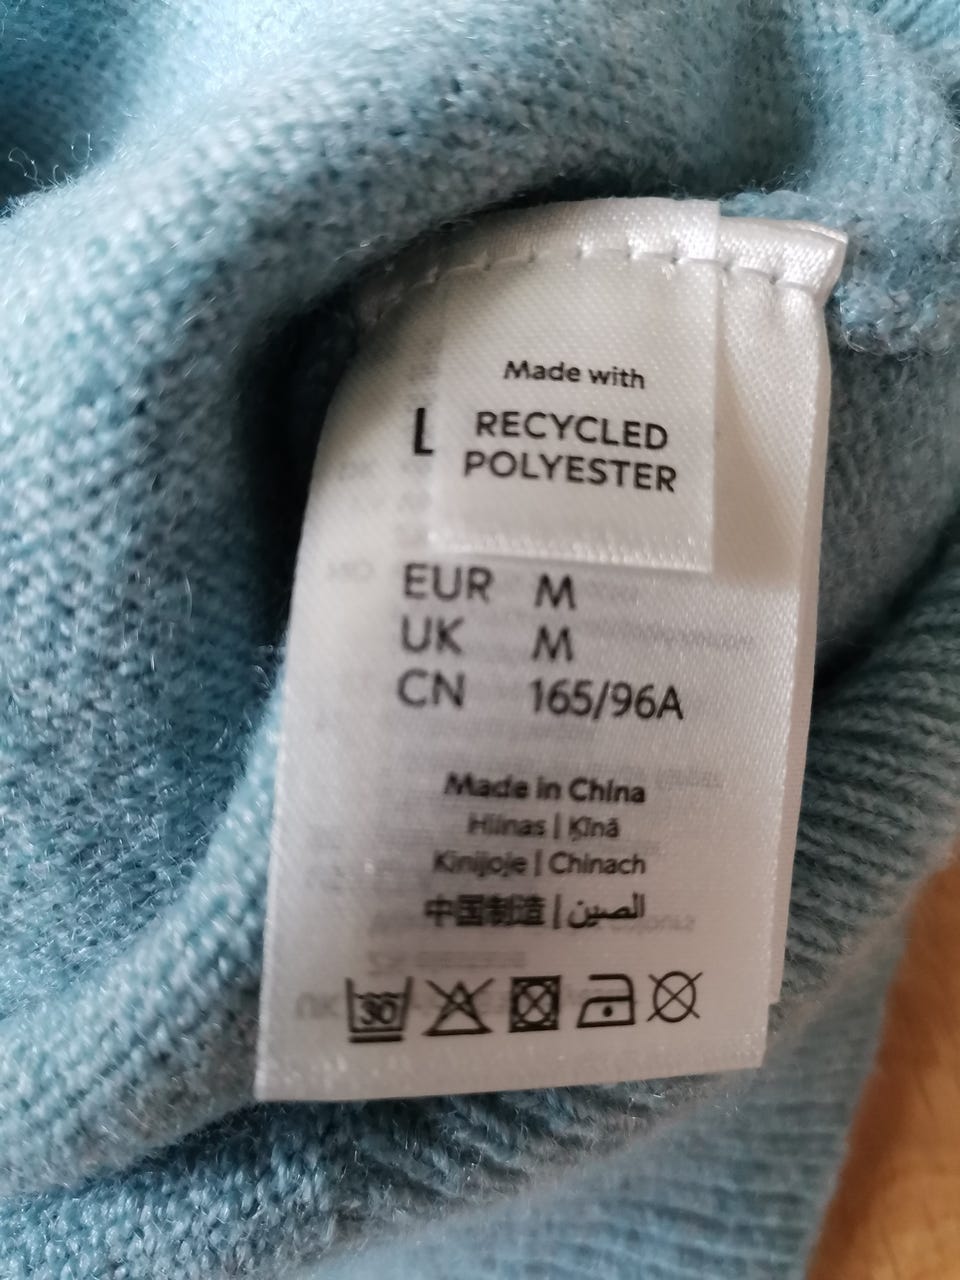 Made with
RECYCLED
POLYESTER
EUR M
UK M
CN 165/96A
Made in China
Hiinas | Ķīnā
Kinijoje | Chinach
中国制造 | الصين
30